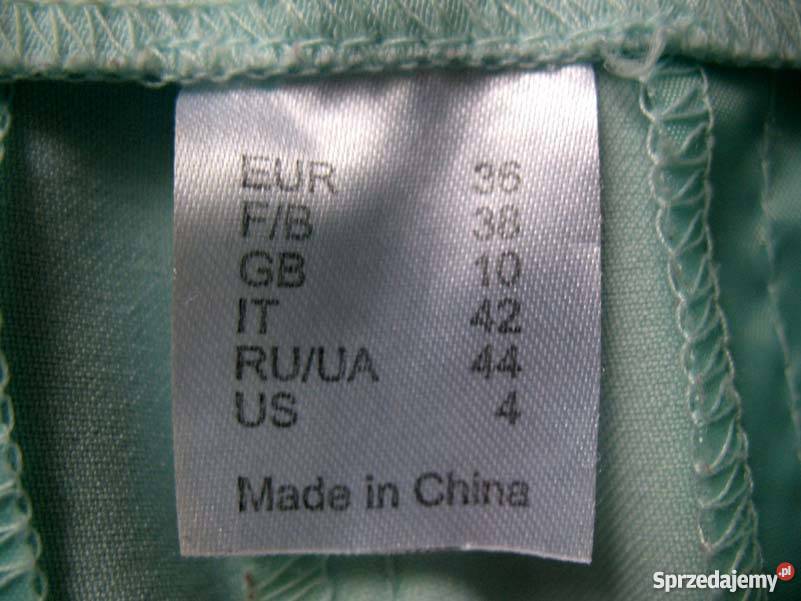 EUR 36
F/B 38
GB 10
IT 42
RU/UA 44
US 4
Made in China
Sprzedajemy.pl